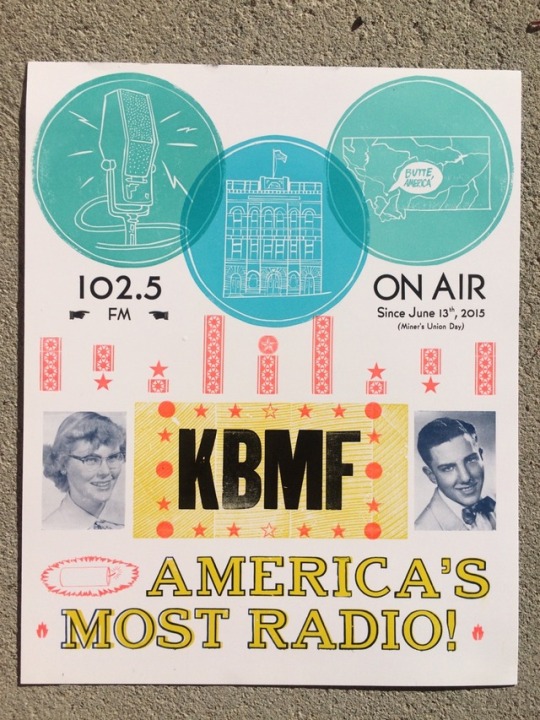 BUTTE,
AMERICA
102.5
FM
ON AIR
Since June 13th, 2015
(Miner's Union Day)
KBMF
AMERICA'S
MOST RADIO!